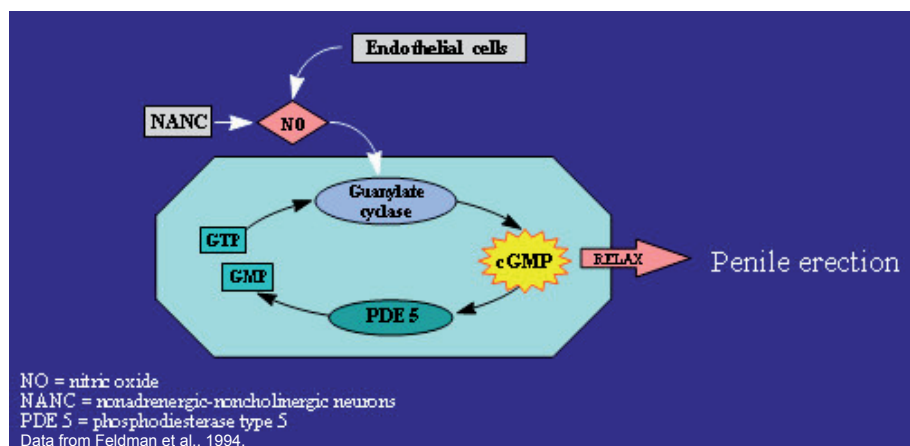 Endothelial cells
NANC
NO
Guanylate
cyclase
GTP
cGMP
RELAX
Penile erection
GMP
PDE 5
NO = nitric oxide
NANC = nonadrenergic-noncholinergic neurons
PDE 5 = phosphodiesterase type 5
Data from Feldman et al., 1994.